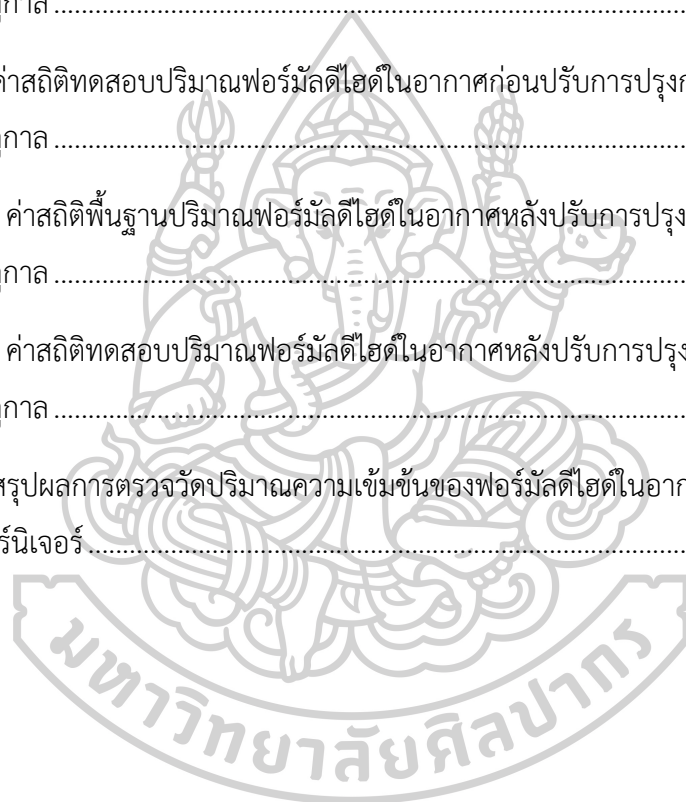 ค่าสถิติทดสอบปริมาณฟอร์มัลดีไฮด์ในอากาศก่อนปรับการปรุง
กาล ........................................................................
ค่าสถิติพื้นฐานปริมาณฟอร์มัลดีไฮด์ในอากาศหลังปรับการปรุง
กาล ........................................................................
ค่าสถิติทดสอบปริมาณฟอร์มัลดีไฮด์ในอากาศหลังปรับการปรุง
กาล ........................................................................
สรุปผลการตรวจวัดปริมาณความเข้มข้นของฟอร์มัลดีไฮด์ในอาก
ร์นิเจอร์ ........................................................................
มหาวิทยาลัยศิลปากร